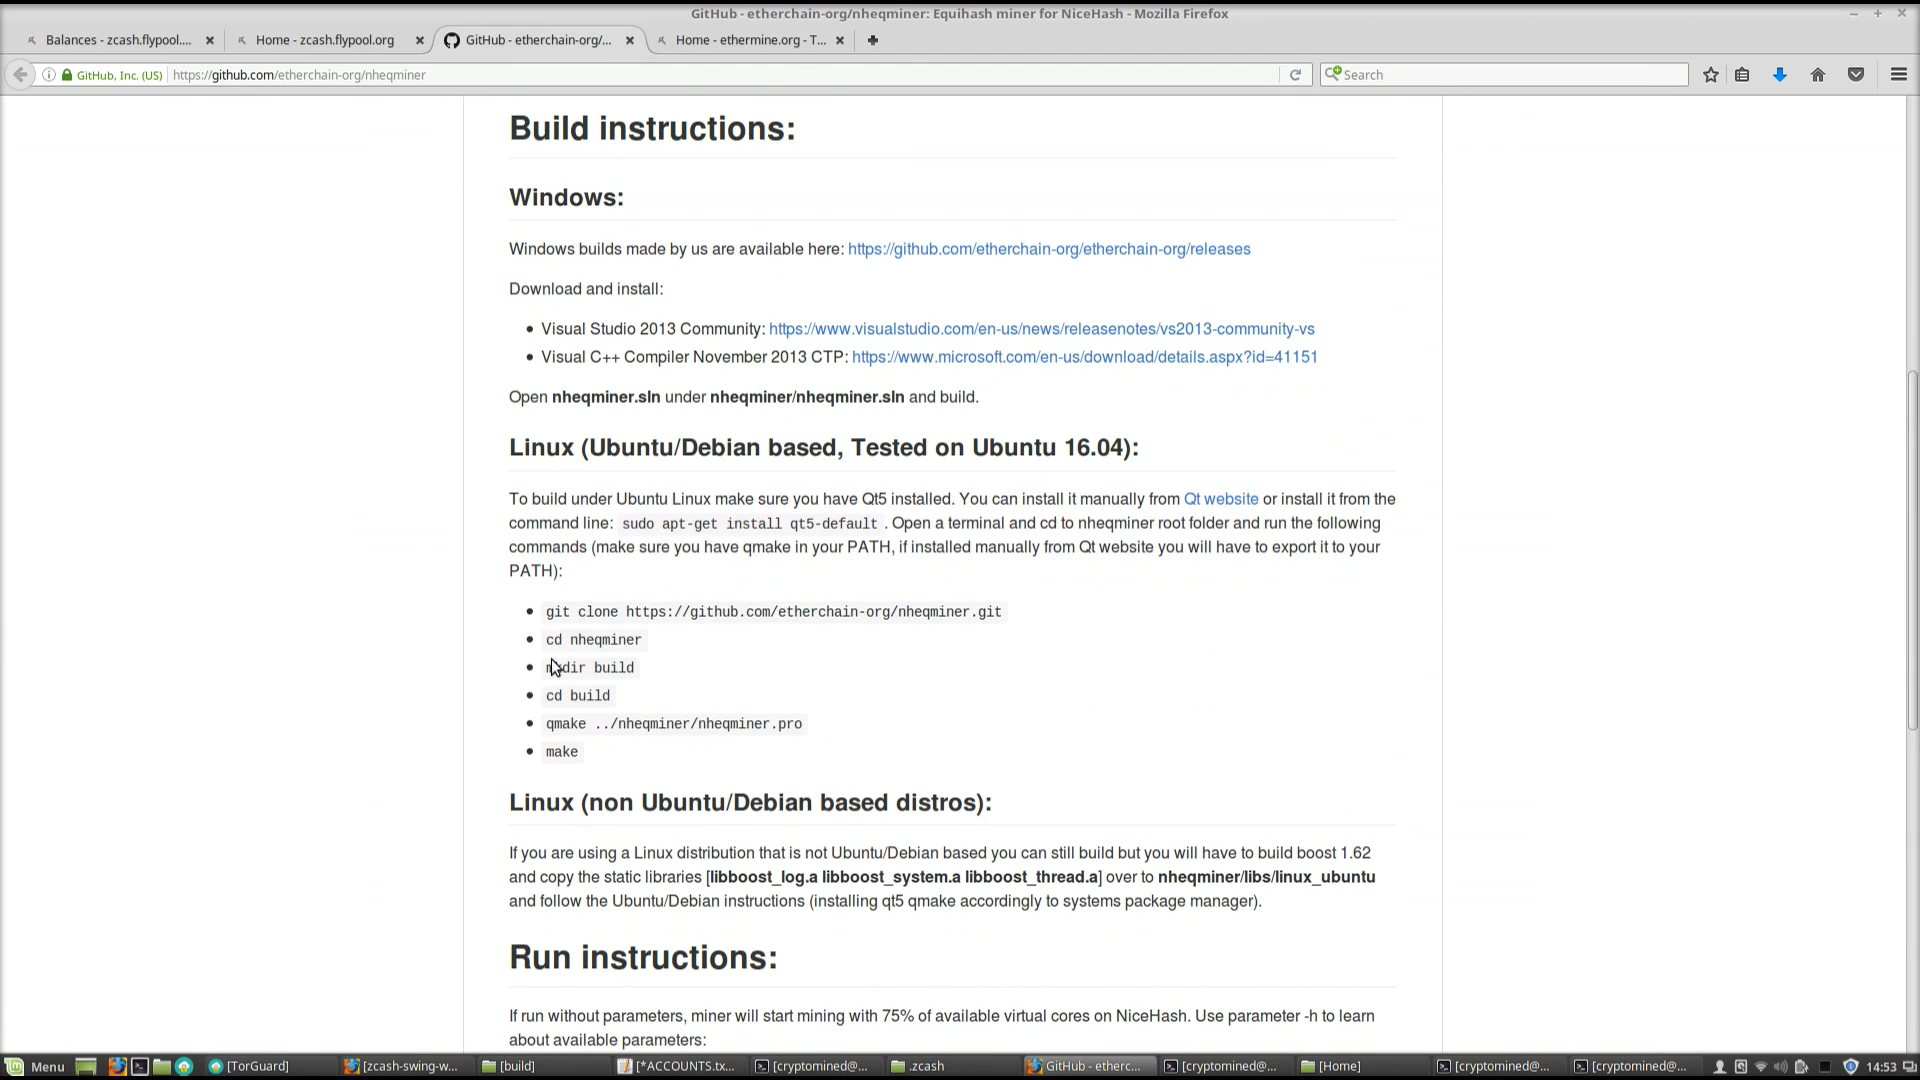 GitHub - etherchain-org/nheqminer: Equihash miner for NiceHash - Mozilla Firefox
Balances - zcash.flypool....
Home - zcash.flypool.org
GitHub - etherchain-org/...
Home - ethermine.org - T...
GitHub, Inc. (US)
https://github.com/etherchain-org/nheqminer
Search
Build instructions:
Windows:
Windows builds made by us are available here: https://github.com/etherchain-org/etherchain-org/releases
Download and install:
Visual Studio 2013 Community: https://www.visualstudio.com/en-us/news/releasenotes/vs2013-community-vs
Visual C++ Compiler November 2013 CTP: https://www.microsoft.com/en-us/download/details.aspx?id=41151
Open nheqminer.sln under nheqminer/nheqminer.sln and build.
Linux (Ubuntu/Debian based, Tested on Ubuntu 16.04):
To build under Ubuntu Linux make sure you have Qt5 installed. You can install it manually from Qt website or install it from the
command line: sudo apt-get install qt5-default . Open a terminal and cd to nheqminer root folder and run the following
commands (make sure you have qmake in your PATH, if installed manually from Qt website you will have to export it to your
PATH):
git clone https://github.com/etherchain-org/nheqminer.git
cd nheqminer
mkdir build
cd build
qmake ../nheqminer/nheqminer.pro
make
Linux (non Ubuntu/Debian based distros):
If you are using a Linux distribution that is not Ubuntu/Debian based you can still build but you will have to build boost 1.62
and copy the static libraries [libboost_log.a libboost_system.a libboost_thread.a] over to nheqminer/libs/linux_ubuntu
and follow the Ubuntu/Debian instructions (installing qt5 qmake accordingly to systems package manager).
Run instructions:
If run without parameters, miner will start mining with 75% of available virtual cores on NiceHash. Use parameter -h to learn
about available parameters:
Menu
[TorGuard]
[zcash-swing-w...
[build]
[*ACCOUNTS.tx...
[cryptomined@...
.zcash
GitHub - etherc...
[cryptomined@...
[Home]
[cryptomined@...
[cryptomined@...
14:53